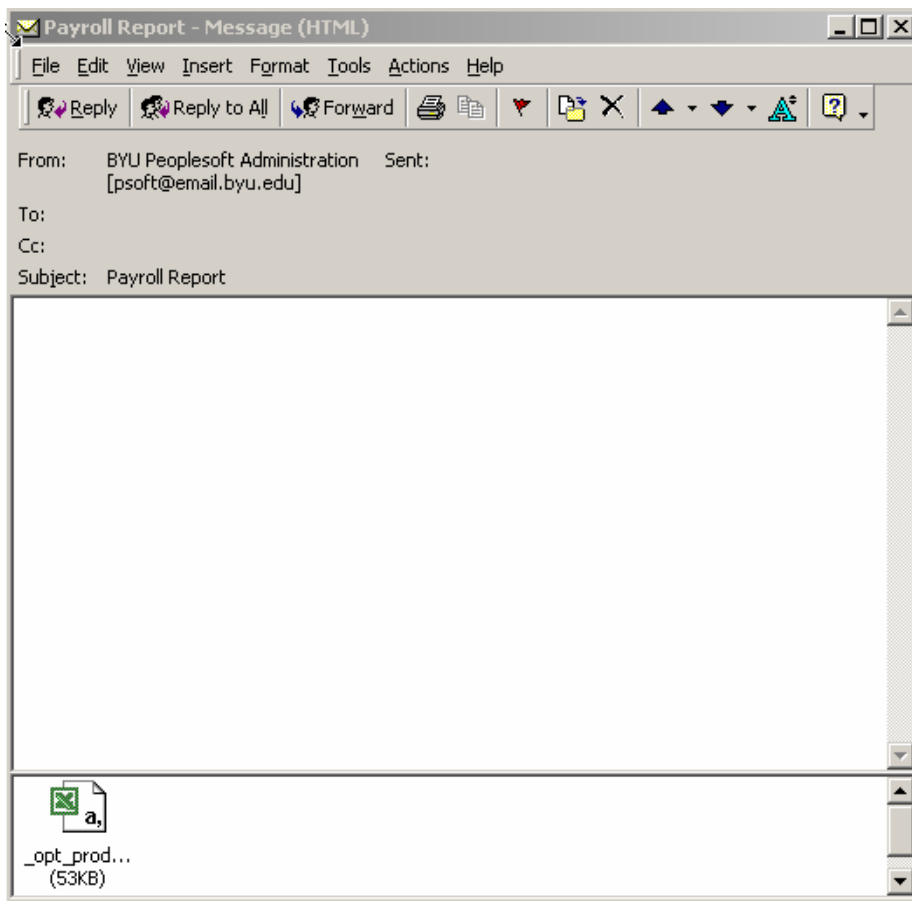 Payroll Report - Message (HTML)
File Edit View Insert Format Tools Actions Help
Reply Reply to All Forward
From: BYU Peoplesoft Administration Sent:
[psoft@email.byu.edu]
To:
Cc:
Subject: Payroll Report
a,
_opt_prod...
(53KB)